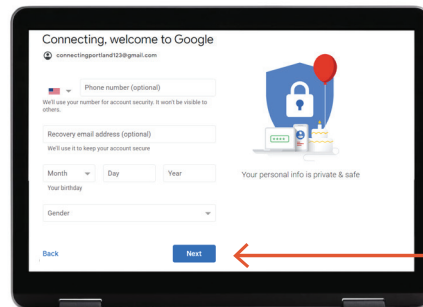 Connecting, welcome to Google
connectingportland123@gmail.com
Phone number (optional)
We'll use your number for account security. It won't be visible to
others.
Recovery email address (optional)
We'll use it to keep your account secure
Month
Day
Year
Your birthday
Gender
Back
Next
Your personal info is private & safe